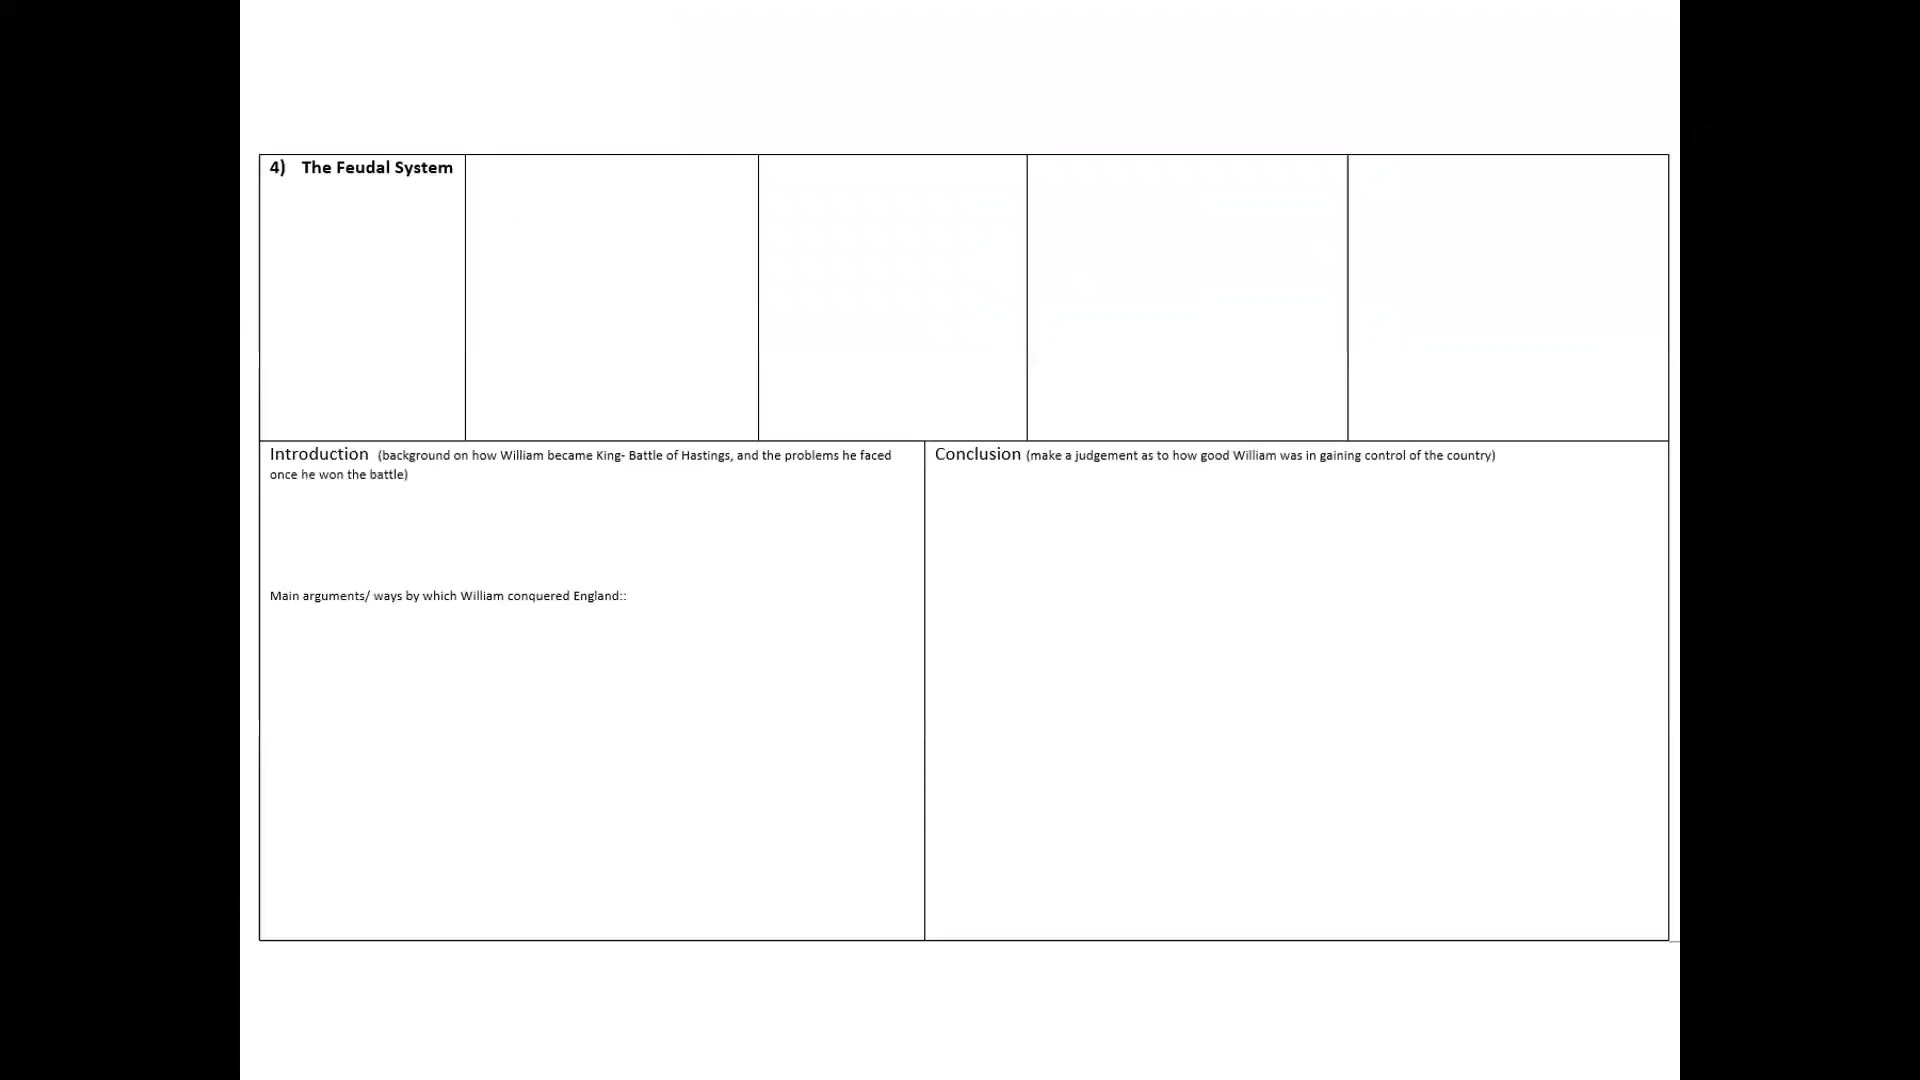 4) The Feudal System
Introduction (background on how William became King- Battle of Hastings, and the problems he faced
once he won the battle)
Main arguments/ ways by which William conquered England::
Conclusion (make a judgement as to how good William was in gaining control of the country)